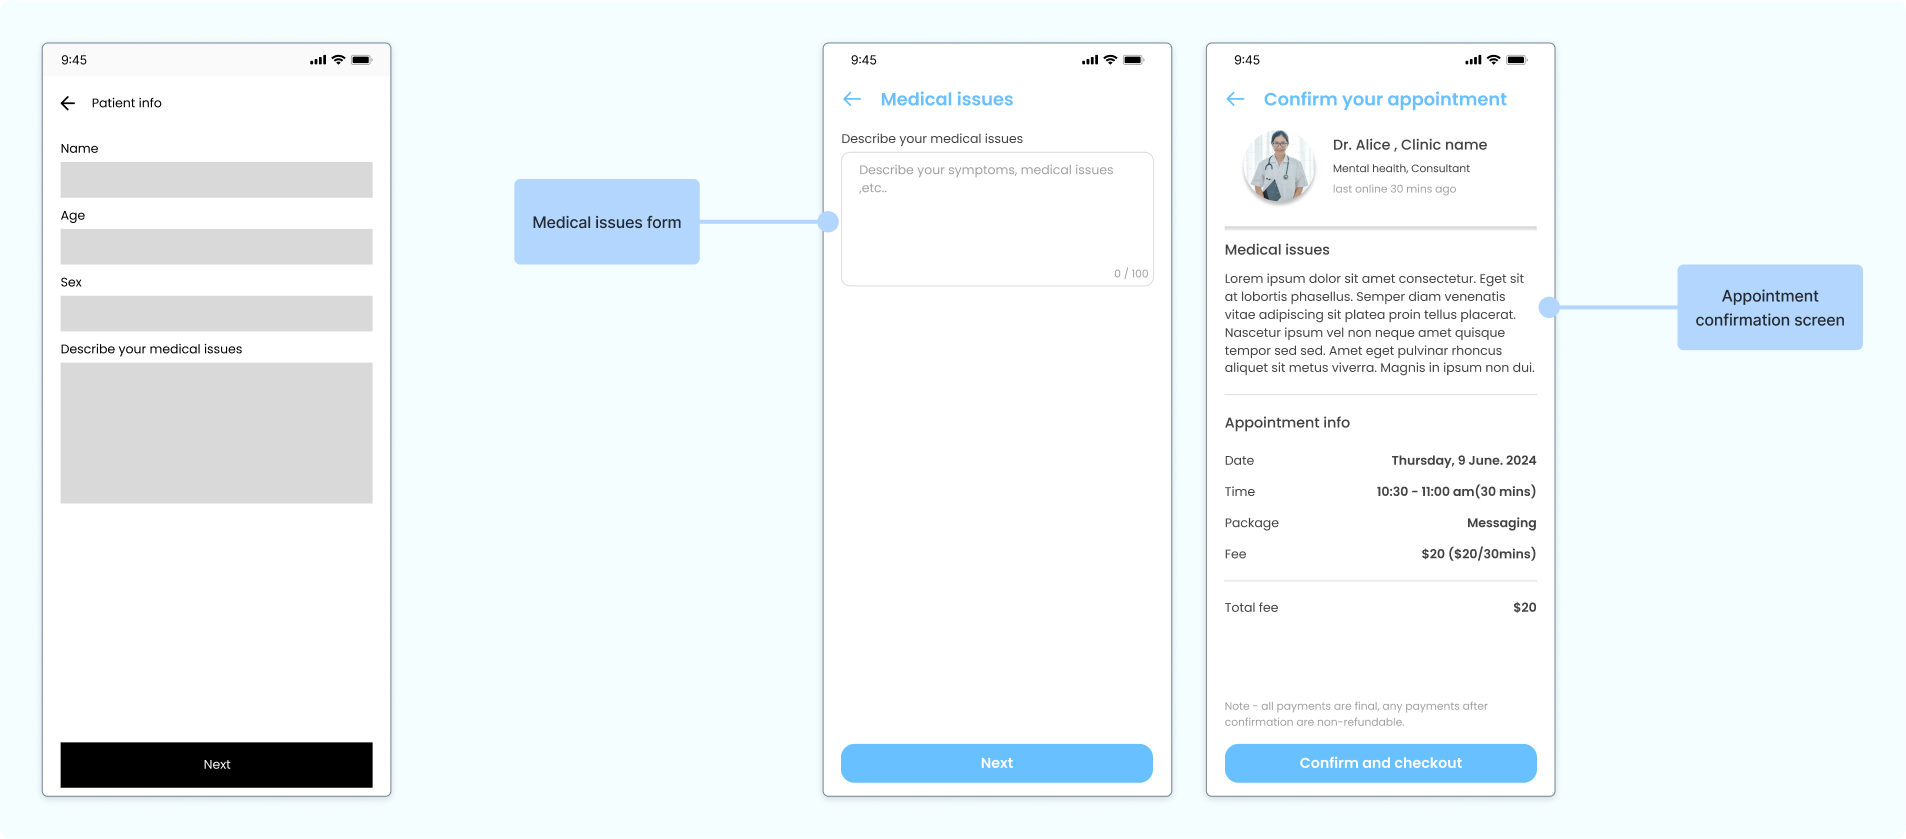 9:45
Patient info
Name
Age
Sex
Describe your medical issues
Next
Medical issues form
9:45
Medical issues
Describe your medical issues
Describe your symptoms, medical issues
,etc..
0 / 100
Next
9:45
Confirm your appointment
Dr. Alice , Clinic name
Mental health, Consultant
last online 30 mins ago
Medical issues
Lorem ipsum dolor sit amet consectetur. Eget sit
at lobortis phasellus. Semper diam venenatis
vitae adipiscing sit platea proin tellus placerat.
Nascetur ipsum vel non neque amet quisque
tempor sed sed. Amet eget pulvinar rhoncus
aliquet sit metus viverra. Magnis in ipsum non dui.
Appointment info
Date Thursday, 9 June. 2024
Time 10:30 - 11:00 am(30 mins)
Package Messaging
Fee $20 ($20/30mins)
Total fee $20
Note - all payments are final, any payments after
confirmation are non-refundable.
Confirm and checkout
Appointment
confirmation screen